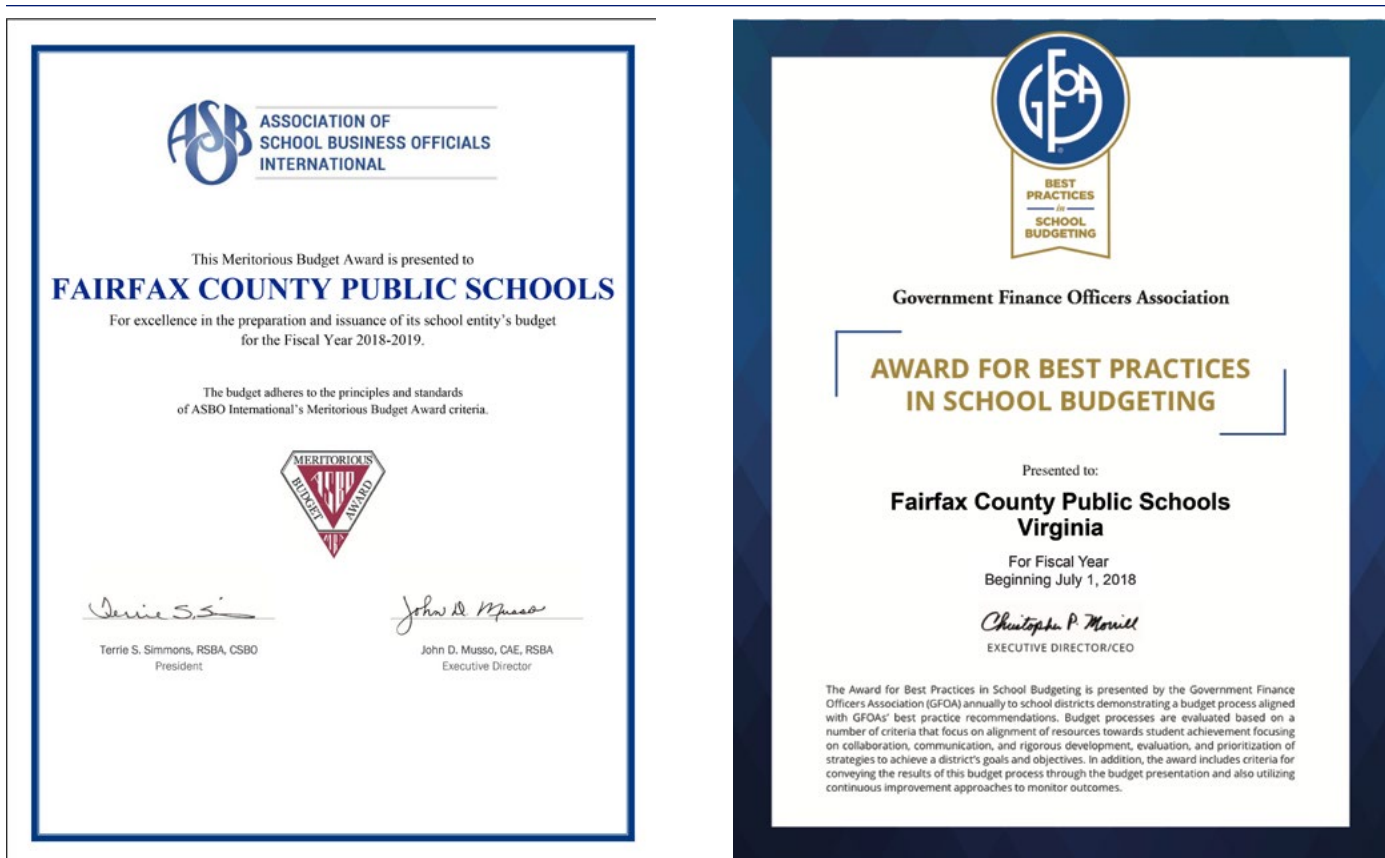 ASBO
ASSOCIATION OF
SCHOOL BUSINESS OFFICIALS
INTERNATIONAL
This Meritorious Budget Award is presented to
FAIRFAX COUNTY PUBLIC SCHOOLS
For excellence in the preparation and issuance of its school entity's budget
for the Fiscal Year 2018-2019.
The budget adheres to the principles and standards
of ASBO International's Meritorious Budget Award criteria.
MERITORIOUS
BUDGET
AWARD
John D. Musso
Terrie S. Simmons, RSBA, CSBO
President
John D. Musso, CAE, RSBA
Executive Director
GFOA
BEST
PRACTICES
in
SCHOOL
BUDGETING
Government Finance Officers Association
AWARD FOR BEST PRACTICES
IN SCHOOL BUDGETING
Presented to:
Fairfax County Public Schools
Virginia
For Fiscal Year
Beginning July 1, 2018
Christopher P. Morrill
EXECUTIVE DIRECTOR/CEO
The Award for Best Practices in School Budgeting is presented by the Government Finance
Officers Association (GFOA) annually to school districts demonstrating a budget process aligned
with GFOAs' best practice recommendations. Budget processes are evaluated based on a
number of criteria that focus on alignment of resources towards student achievement focusing
on collaboration, communication, and rigorous development, evaluation, and prioritization of
strategies to achieve a district's goals and objectives. In addition, the award includes criteria for
conveying the results of this budget process through the budget presentation and also utilizing
continuous improvement approaches to monitor outcomes.